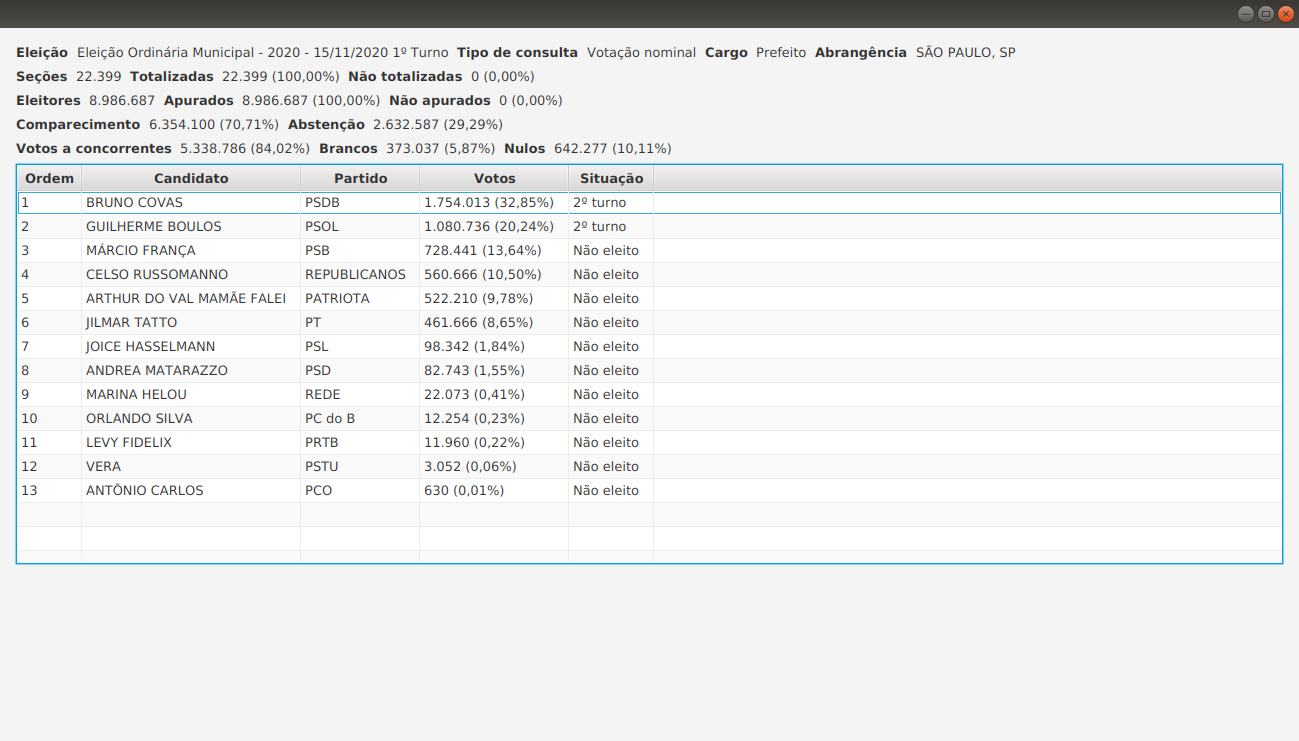 Eleição Eleição Ordinária Municipal - 2020 - 15/11/2020 1º Turno Tipo de consulta Votação nominal Cargo Prefeito Abrangência SÃO PAULO, SP
Seções 22.399 Totalizadas 22.399 (100,00%) Não totalizadas 0 (0,00%)
Eleitores 8.986.687 Apurados 8.986.687 (100,00%) Não apurados 0 (0,00%)
Comparecimento 6.354.100 (70,71%) Abstenção 2.632.587 (29,29%)
Votos a concorrentes 5.338.786 (84,02%) Brancos 373.037 (5,87%) Nulos 642.277 (10,11%)
Ordem Candidato Partido Votos Situação
1 BRUNO COVAS PSDB 1.754.013 (32,85%) 2º turno
2 GUILHERME BOULOS PSOL 1.080.736 (20,24%) 2º turno
3 MÁRCIO FRANÇA PSB 728.441 (13,64%) Não eleito
4 CELSO RUSSOMANNO REPUBLICANOS 560.666 (10,50%) Não eleito
5 ARTHUR DO VAL MAMÃE FALEI PATRIOTA 522.210 (9,78%) Não eleito
6 JILMAR TATTO PT 461.666 (8,65%) Não eleito
7 JOICE HASSELMANN PSL 98.342 (1,84%) Não eleito
8 ANDREA MATARAZZO PSD 82.743 (1,55%) Não eleito
9 MARINA HELOU REDE 22.073 (0,41%) Não eleito
10 ORLANDO SILVA PC do B 12.254 (0,23%) Não eleito
11 LEVY FIDELIX PRTB 11.960 (0,22%) Não eleito
12 VERA PSTU 3.052 (0,06%) Não eleito
13 ANTÔNIO CARLOS PCO 630 (0,01%) Não eleito